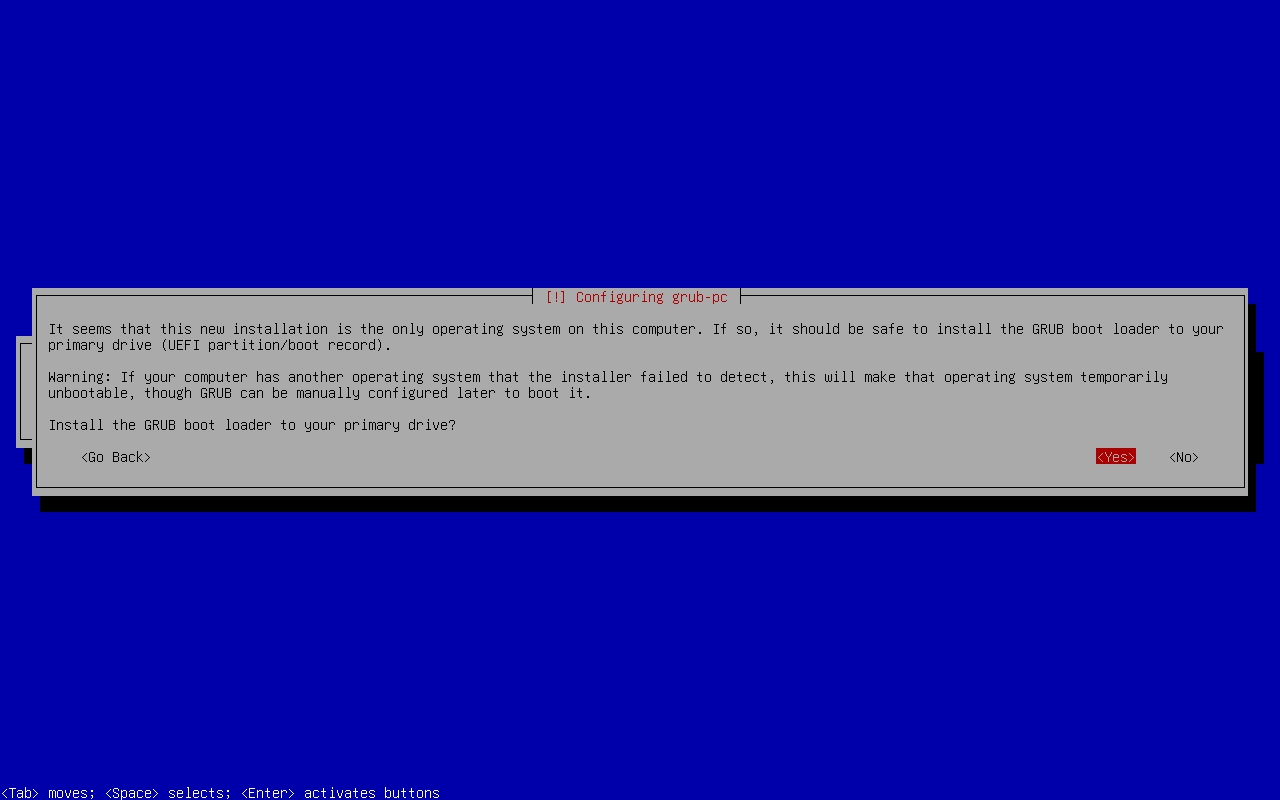 [!] Configuring grub-pc
It seems that this new installation is the only operating system on this computer. If so, it should be safe to install the GRUB boot loader to your
primary drive (UEFI partition/boot record).
Warning: If your computer has another operating system that the installer failed to detect, this will make that operating system temporarily
unbootable, though GRUB can be manually configured later to boot it.
Install the GRUB boot loader to your primary drive?
<Go Back> <Yes> <No>
<Tab> moves; <Space> selects; <Enter> activates buttons